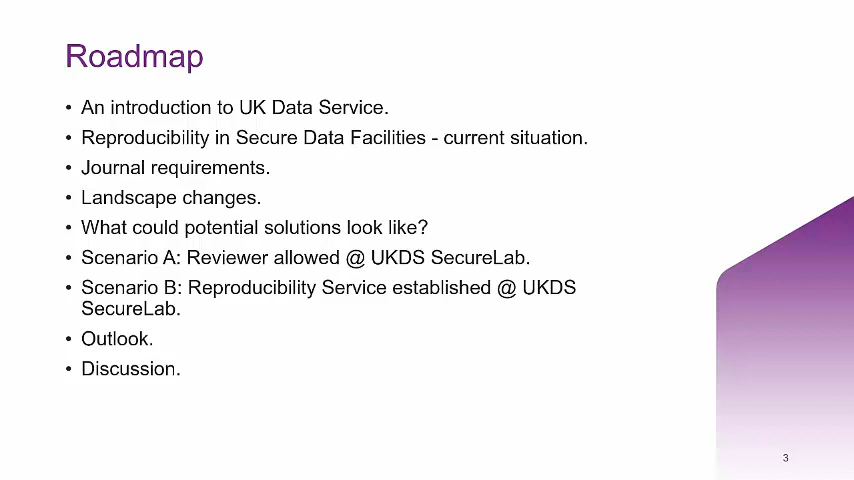 Roadmap
• An introduction to UK Data Service.
• Reproducibility in Secure Data Facilities - current situation.
• Journal requirements.
• Landscape changes.
• What could potential solutions look like?
• Scenario A: Reviewer allowed @ UKDS SecureLab.
• Scenario B: Reproducibility Service established @ UKDS
SecureLab.
• Outlook.
• Discussion.
3